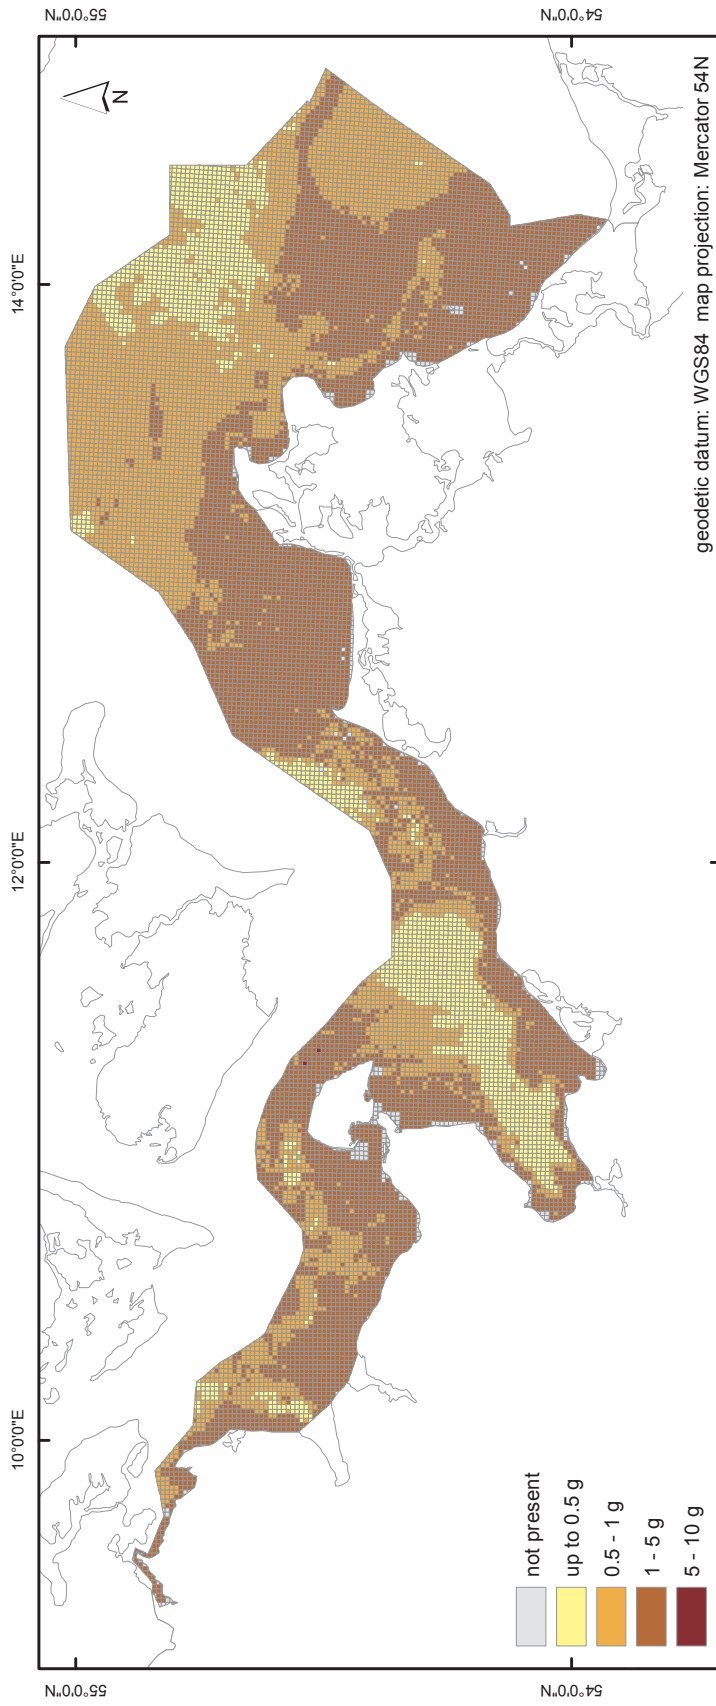 55°0'0"N
54°0'0"N
14°0'0"E
12°0'0"E
10°0'0"E
N
not present
up to 0.5 g
0.5 - 1 g
1 - 5 g
5 - 10 g
55°0'0"N
54°0'0"N
geodetic datum: WGS84 map projection: Mercator 54N